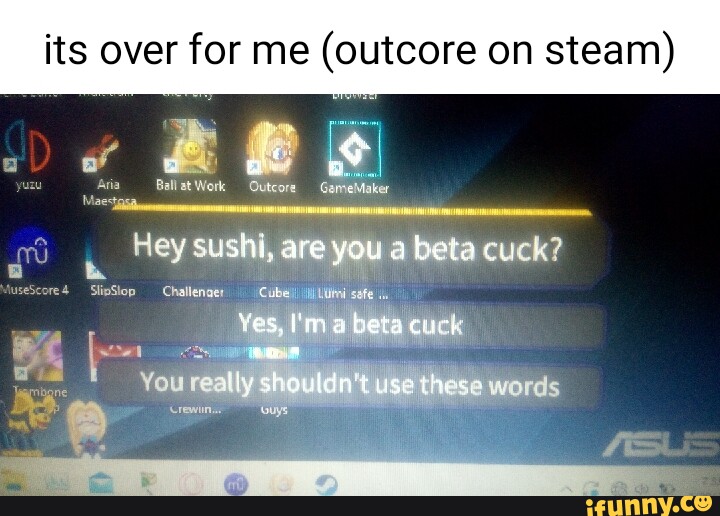 its over for me (outcore on steam)
yuzu
Aria Maestosa
Ball at Work
Outcore
GameMaker
Hey sushi, are you a beta cuck?
MuseScore 4
SlipSlop
Challenger
Cube
Lumi safe ...
Yes, I'm a beta cuck
You really shouldn't use these words
Crewlin...
Guys
ASUS
ifunny.co